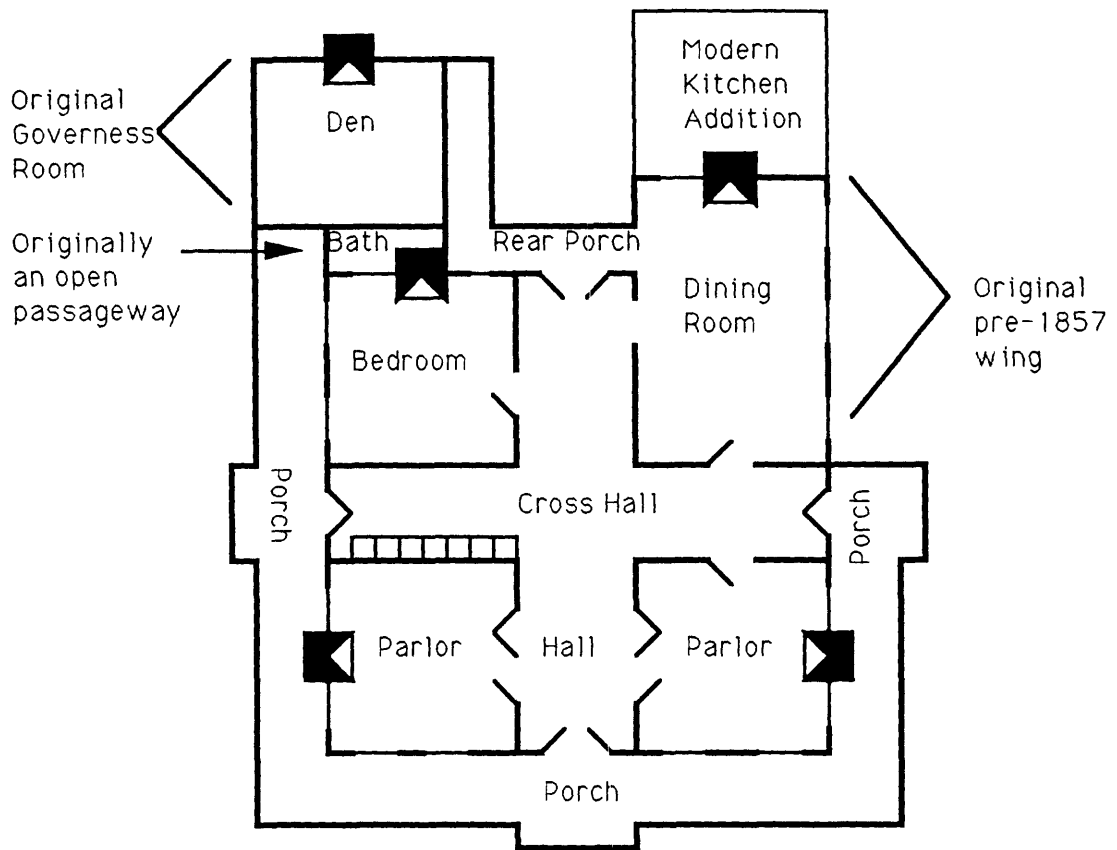 Modern
Kitchen
Addition
Original
Governess
Room
Den
Originally
an open
passageway
Bath
Rear Porch
Dining
Room
Original
pre-1857
wing
Bedroom
Porch
Cross Hall
Porch
Parlor
Hall
Parlor
Porch